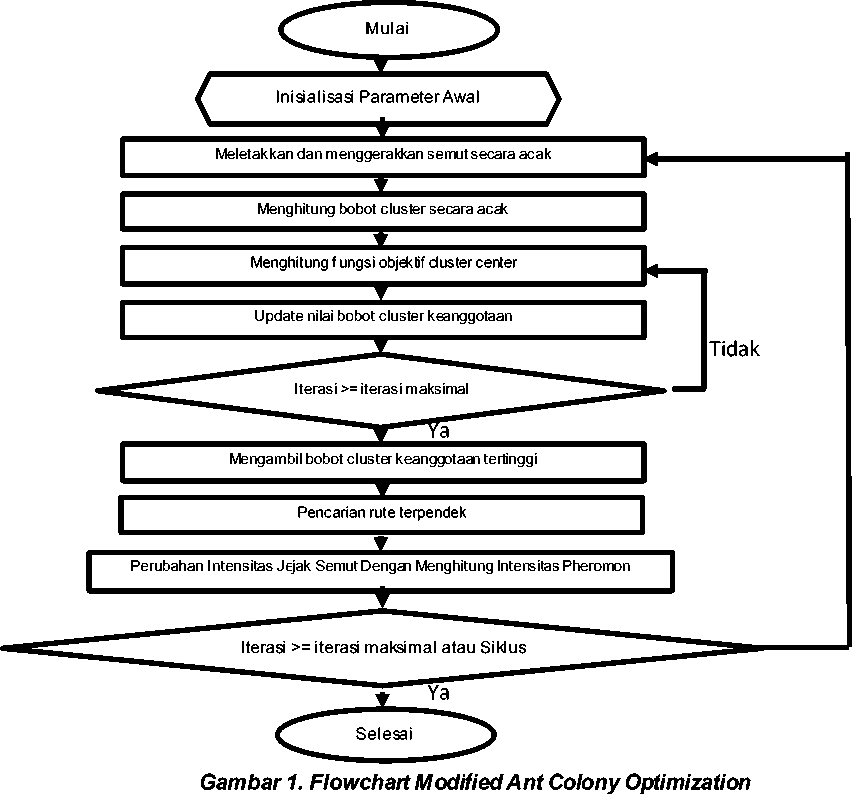 Mulai
Inisialisasi Parameter Awal
Meletakkan dan menggerakkan semut secara acak
Menghitung bobot cluster secara acak
Menghitung fungsi objektif cluster center
Update nilai bobot cluster keanggotaan
Tidak
Iterasi >= iterasi maksimal
Ya
Mengambil bobot cluster keanggotaan tertinggi
Pencarian rute terpendek
Perubahan Intensitas Jejak Semut Dengan Menghitung Intensitas Pheromon
Iterasi >= iterasi maksimal atau Siklus
Ya
Selesai
Gambar 1. Flowchart Modified Ant Colony Optimization